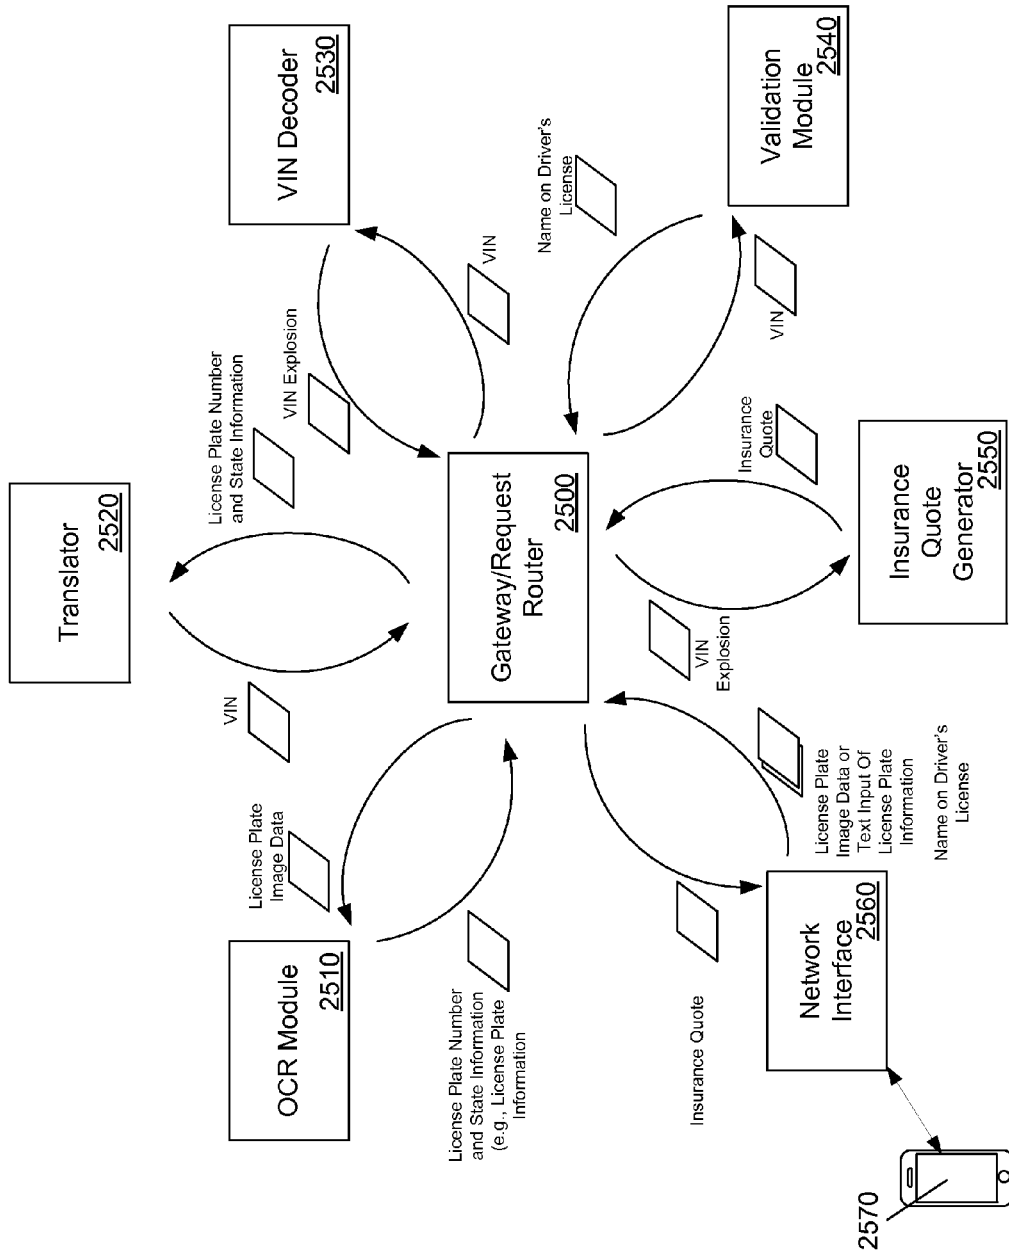 Translator
2520
VIN
License Plate Number
and State Information
OCR Module
2510
License Plate
Image Data
VIN Explosion
VIN Decoder
2530
License Plate Number
and State Information
(e.g., License Plate
Information
Gateway/Request
Router
2500
VIN
Name on Driver's
License
Insurance Quote
VIN
Explosion
Insurance
Quote
VIN
Validation
Module
2540
Network
Interface
2560
License Plate
Image Data or
Text Input Of
License Plate
Information
Name on Driver's
License
Insurance
Quote
Generator
2550
2570